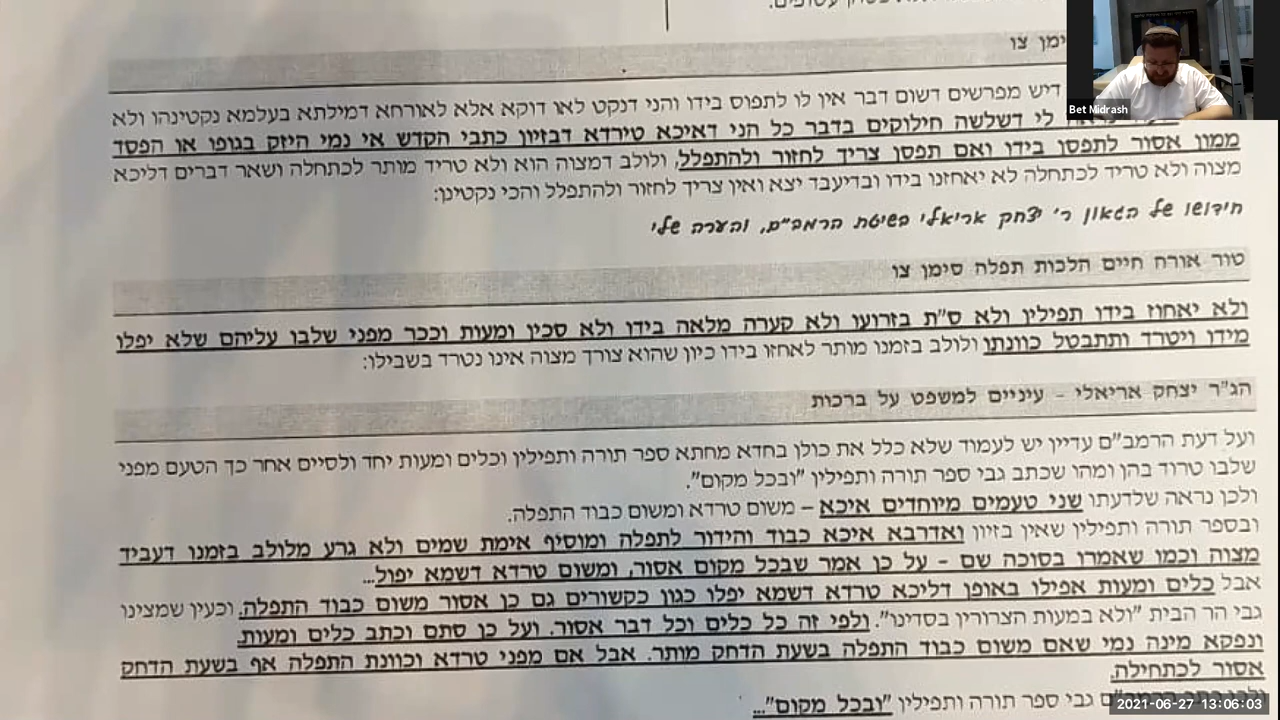 סימן צו
דיש מפרשים דשום דבר אין לו לתפוס בידו והני דנקט לאו דוקא אלא לאורחא דמילתא בעלמא נקטינהו ולא
לי דשלשה חילוקים בדבר כל הני דאיכא טירדא דבזיון כתבי הקדש אי נמי היזק בגופו או הפסד
ממון אסור לתפסן בידו ואם תפסן צריך לחזור ולהתפלל, ולולב דמצוה הוא ולא טריד מותר לכתחלה ושאר דברים דליכא
מצוה ולא טריד לכתחלה לא יאחזנו בידו ובדיעבד יצא ואין צריך לחזור ולהתפלל והכי נקטינן:
חידושו של הגאון ר' יצחק אריאלי בשיטת הרמב"ם, והערה שלי
טור אורח חיים הלכות תפלה סימן צו
ולא יאחוז בידו תפילין ולא ס"ת בזרועו ולא קערה מלאה בידו ולא סכין ומעות וככר מפני שלבו עליהם שלא יפלו
מידו ויטרד ותתבטל כוונתו ולולב בזמנו מותר לאחזו בידו כיון שהוא צורך מצוה אינו נטרד בשבילו:
הג"ר יצחק אריאלי - עיניים למשפט על ברכות
ועל דעת הרמב"ם עדיין יש לעמוד שלא כלל את כולן בחדא מחתא ספר תורה ותפילין וכלים ומעות יחד ולסיים אחר כך הטעם מפני
שלבו טרוד בהן ומהו שכתב גבי ספר תורה ותפילין "ובכל מקום".
ולכן נראה שלדעתו שני טעמים מיוחדים איכא – משום טרדא ומשום כבוד התפלה.
ובספר תורה ותפילין שאין בזיון ואדרבא איכא כבוד והידור לתפלה ומוסיף אימת שמים ולא גרע מלולב בזמנו דעביד
מצוה וכמו שאמרו בסוכה שם – על כן אמר שבכל מקום אסור, ומשום טרדא דשמא יפול...
אבל כלים ומעות אפילו באופן דליכא טרדא דשמא יפלו כגון כקשורים גם כן אסור משום כבוד התפלה, וכעין שמצינו
גבי הר הבית "ולא במעות הצרורין בסדינו". ולפי זה כל כלים וכל דבר אסור. ועל כן סתם וכתב כלים ומעות.
ונפקא מינה נמי שאם משום כבוד התפלה בשעת הדחק מותר. אבל אם מפני טרדא וכוונת התפלה אף בשעת הדחק
אסור לכתחילה.
גבי ספר תורה ותפילין "ובכל מקום"...
Bet Midrash
2021-06-27 13:06:03